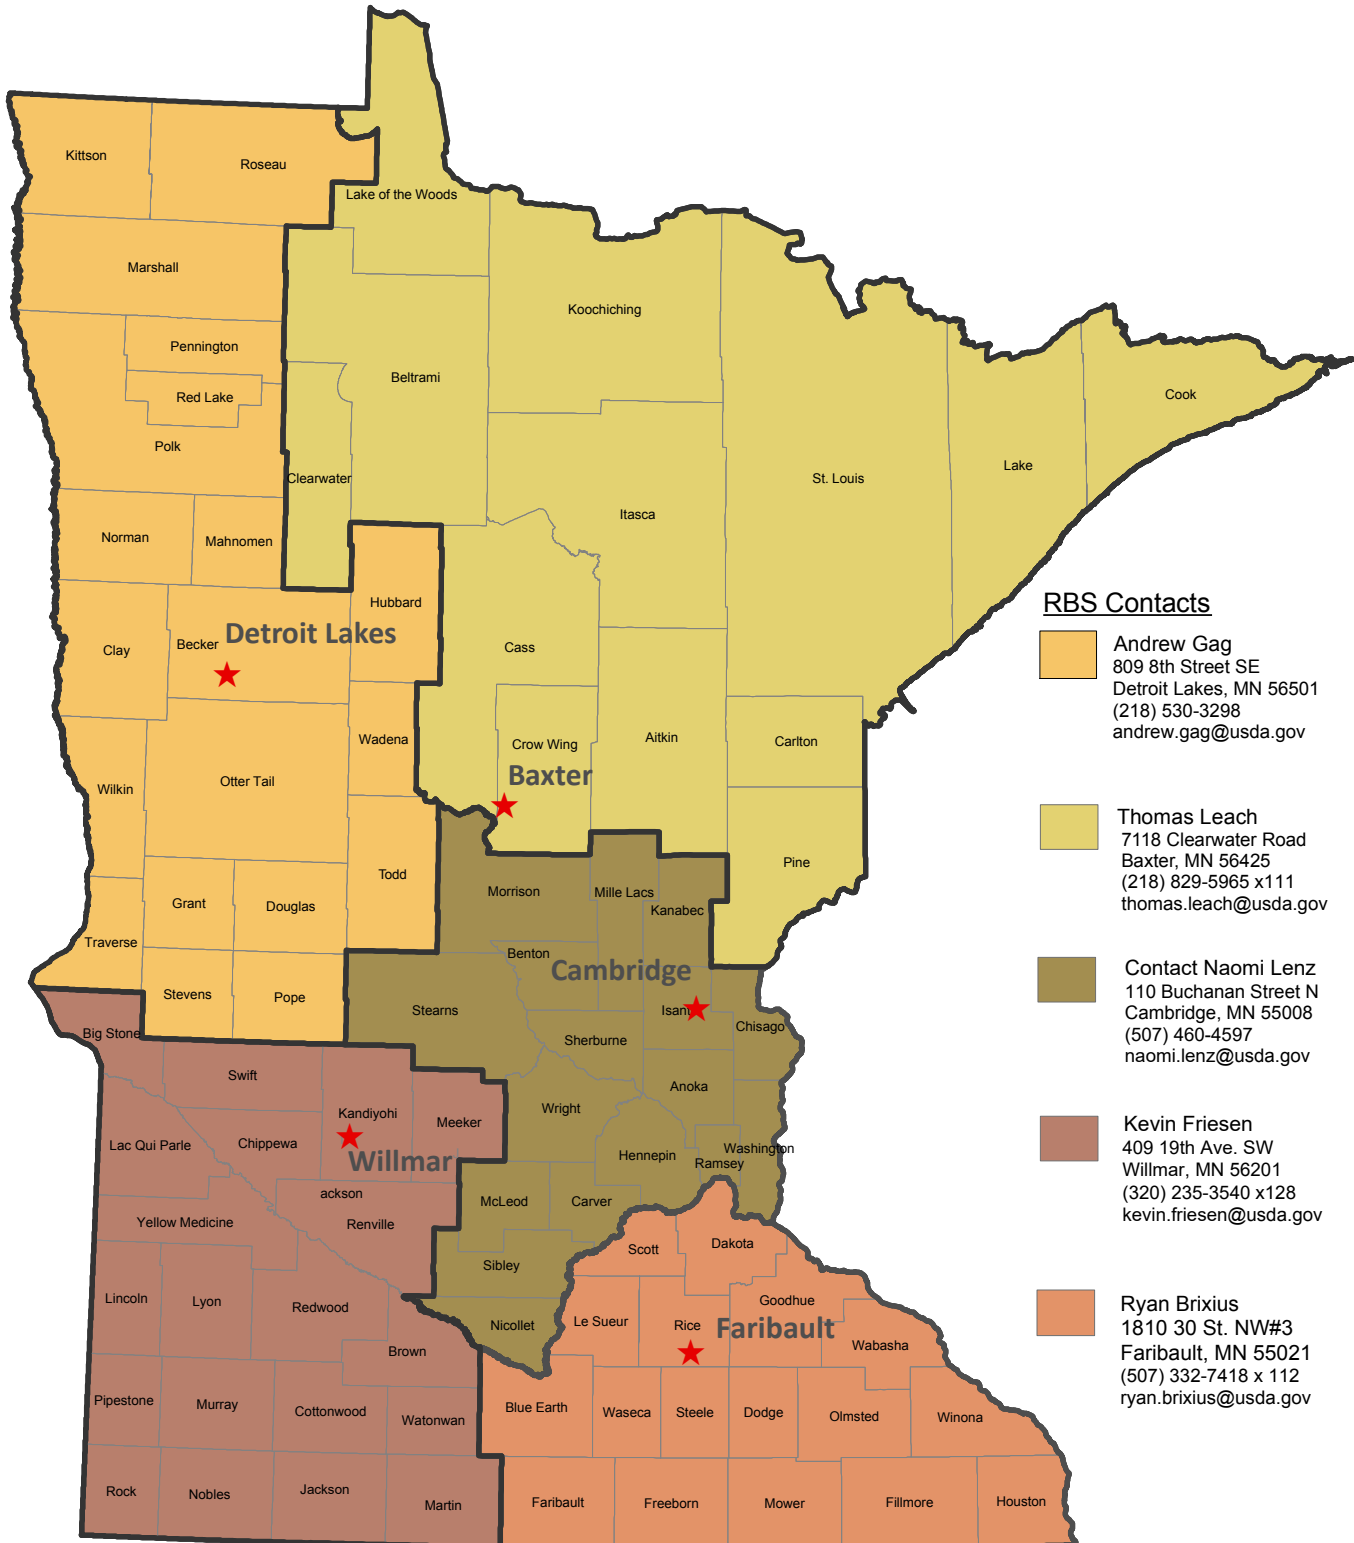 Kittson
Roseau
Lake of the Woods
Marshall
Koochiching
Pennington
Beltrami
Red Lake
Cook
Polk
Lake
Clearwater
St. Louis
Itasca
Norman
Mahnomen
Hubbard
Becker
Detroit Lakes
Clay
Cass
Wadena
Crow Wing
Aitkin
Carlton
Baxter
Otter Tail
Wilkin
Pine
Todd
Morrison
Mille Lacs
Kanabec
Grant
Douglas
Traverse
Benton
Cambridge
Stevens
Pope
Stearns
Isanti
Chisago
Big Stone
Sherburne
Swift
Anoka
Wright
Kandiyohi
Meeker
Lac Qui Parle
Chippewa
Willmar
Hennepin
Washington
Ramsey
ackson
McLeod
Carver
Yellow Medicine
Renville
Scott
Dakota
Sibley
Lincoln
Lyon
Redwood
Goodhue
Le Sueur
Rice
Faribault
Nicollet
Wabasha
Brown
Pipestone
Murray
Cottonwood
Watonwan
Blue Earth
Waseca
Steele
Dodge
Olmsted
Winona
Rock
Nobles
Jackson
Martin
Faribault
Freeborn
Mower
Fillmore
Houston
RBS Contacts
Andrew Gag
809 8th Street SE
Detroit Lakes, MN 56501
(218) 530-3298
andrew.gag@usda.gov
Thomas Leach
7118 Clearwater Road
Baxter, MN 56425
(218) 829-5965 x111
thomas.leach@usda.gov
Contact Naomi Lenz
110 Buchanan Street N
Cambridge, MN 55008
(507) 460-4597
naomi.lenz@usda.gov
Kevin Friesen
409 19th Ave. SW
Willmar, MN 56201
(320) 235-3540 x128
kevin.friesen@usda.gov
Ryan Brixius
1810 30 St. NW#3
Faribault, MN 55021
(507) 332-7418 x 112
ryan.brixius@usda.gov